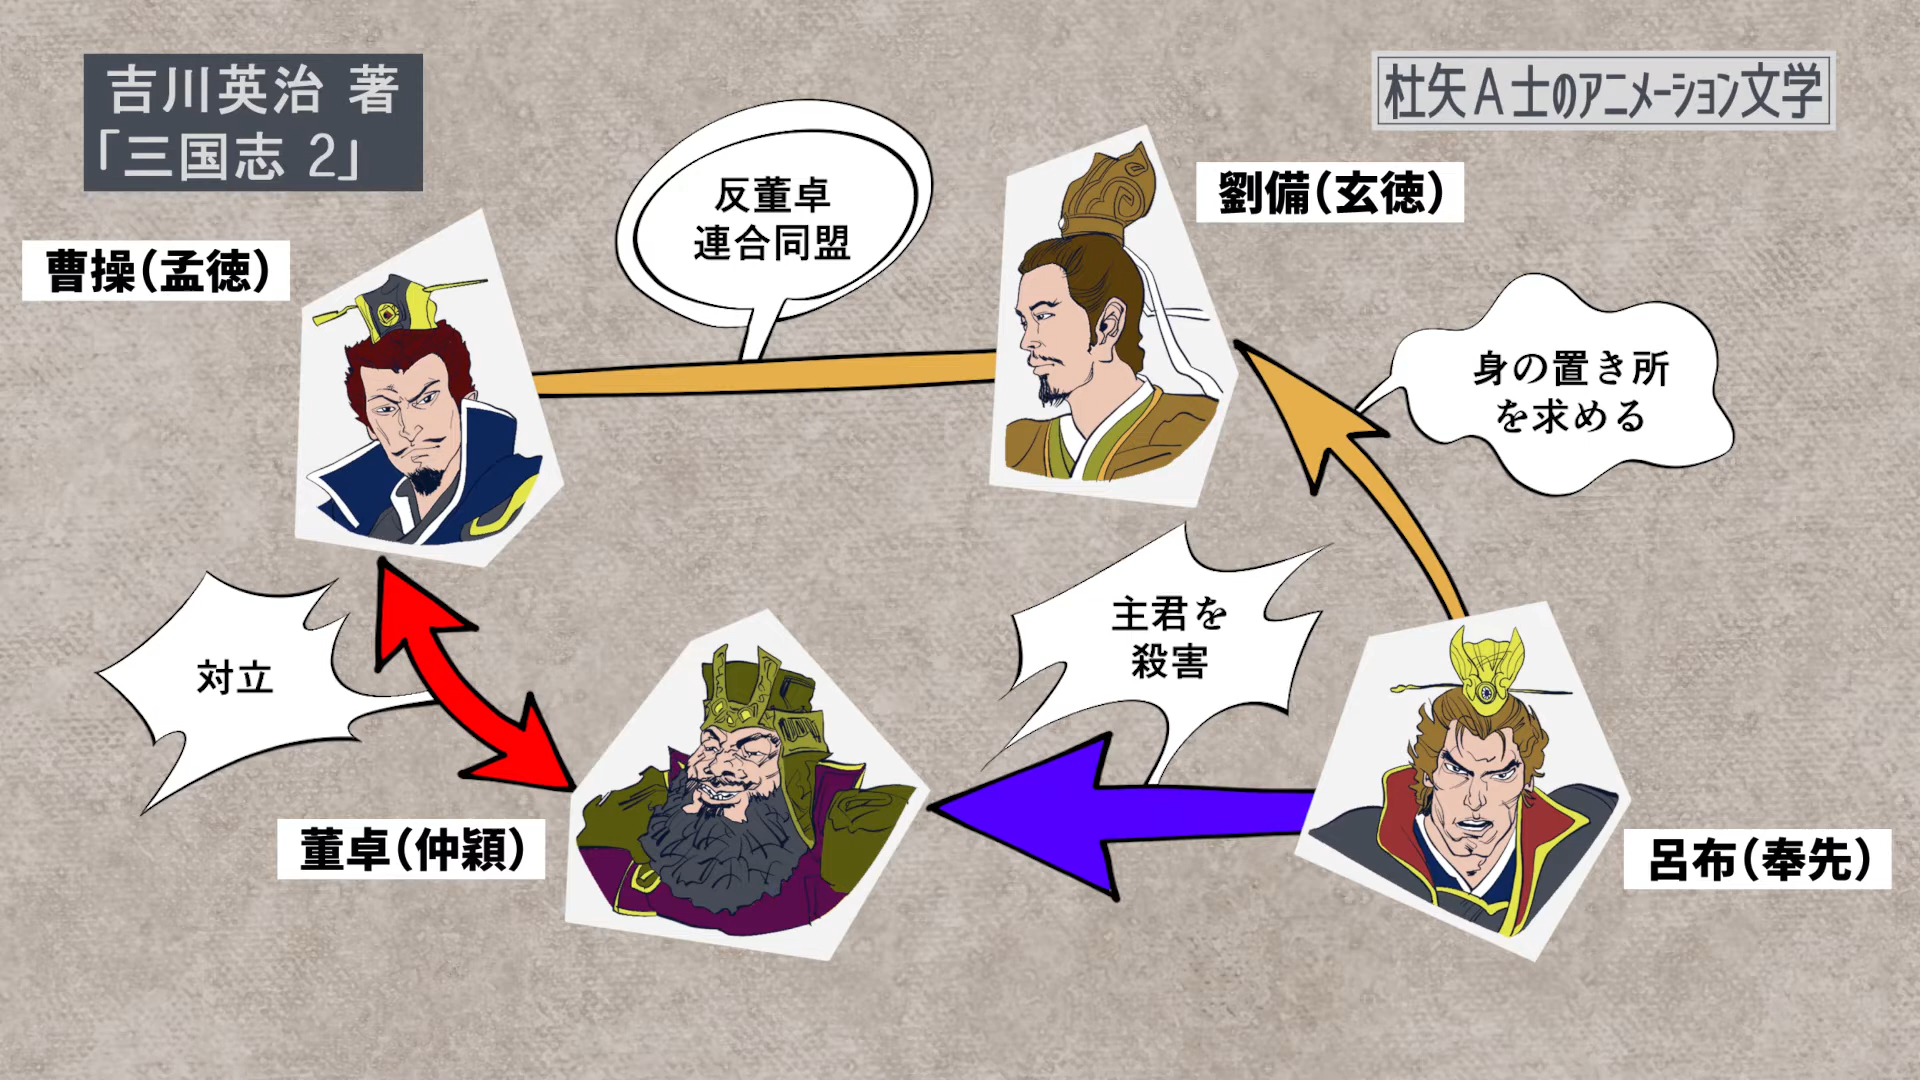 吉川英治 著
「三国志 2」
杜矢A士のアニメーション文学
曹操(孟徳)
反董卓
連合同盟
劉備(玄徳)
身の置き所
を求める
対立
主君を
殺害
董卓(仲穎)
呂布(奉先)